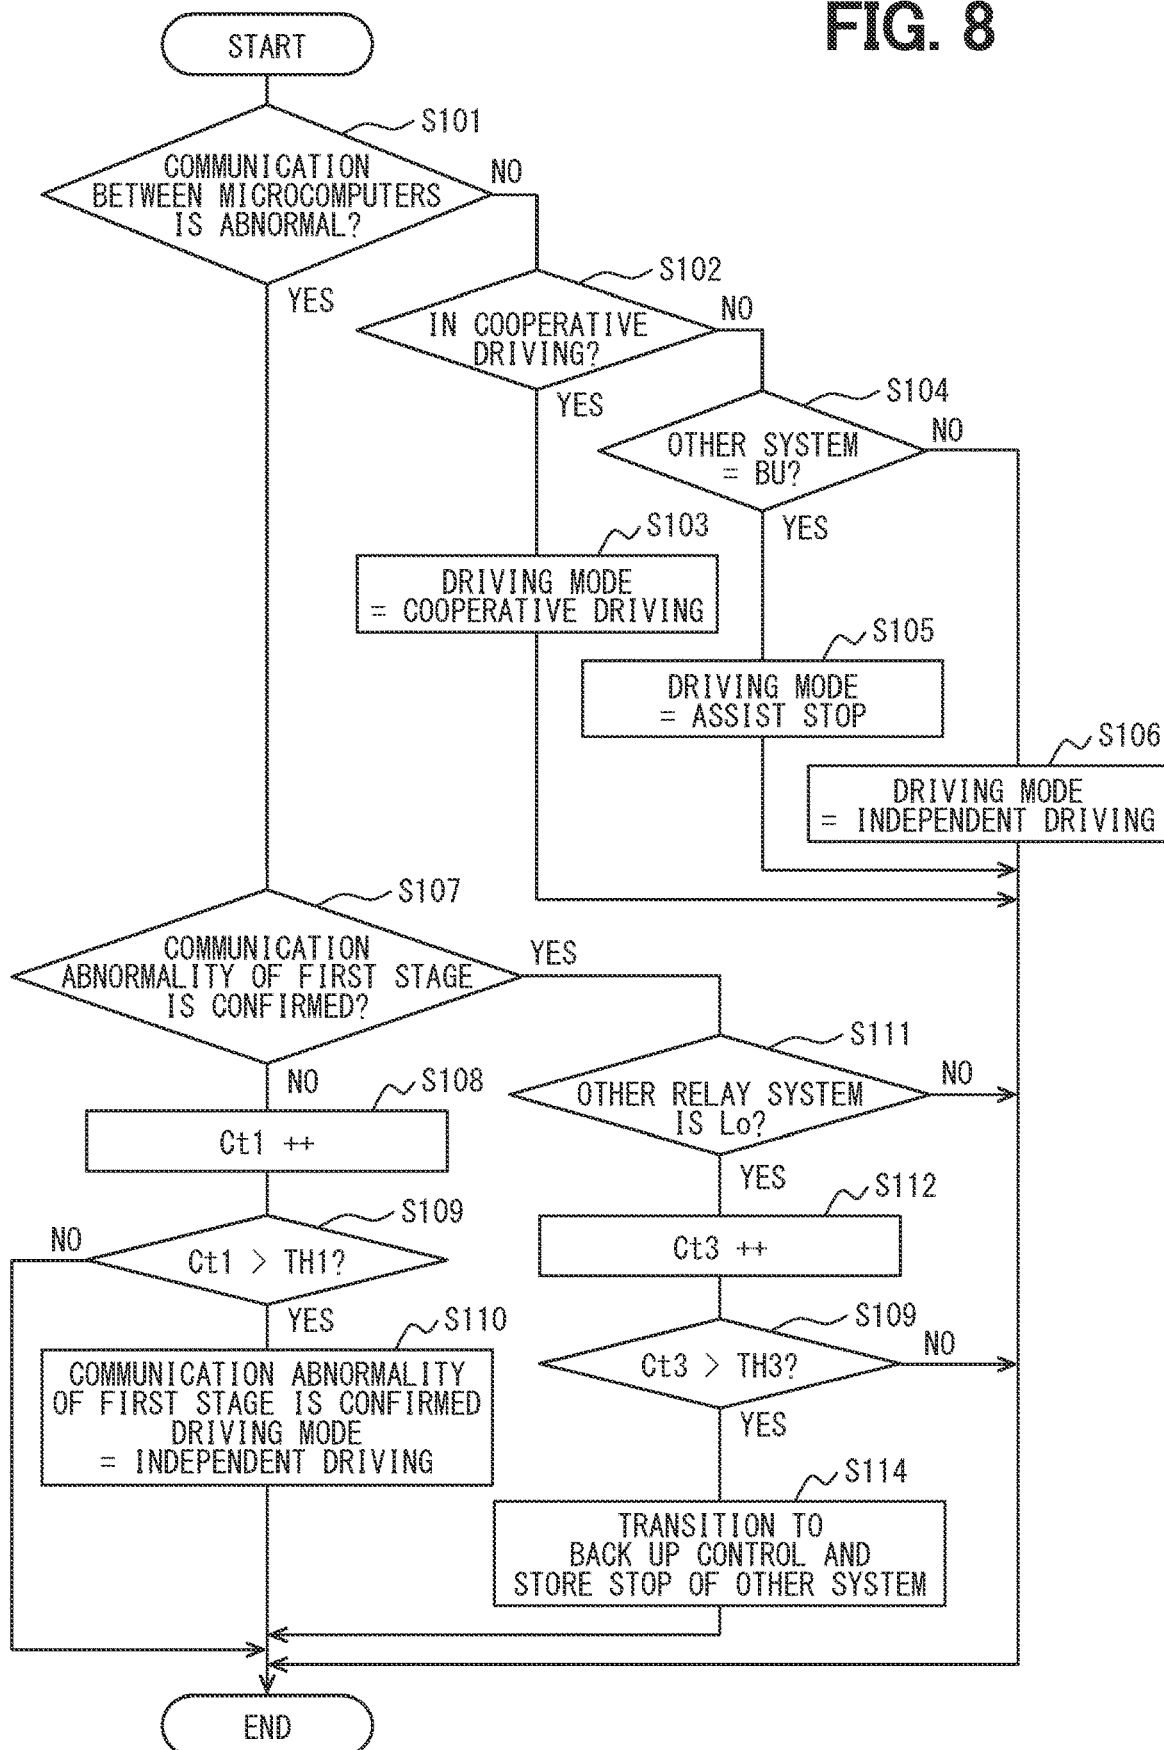 FIG. 8
START
S101
COMMUNICATION
BETWEEN MICROCOMPUTERS
IS ABNORMAL?
NO
YES
S102
IN COOPERATIVE
DRIVING?
NO
YES
S104
OTHER SYSTEM
= BU?
NO
YES
S103
DRIVING MODE
= COOPERATIVE DRIVING
S105
DRIVING MODE
= ASSIST STOP
S106
DRIVING MODE
= INDEPENDENT DRIVING
S107
COMMUNICATION
ABNORMALITY OF FIRST STAGE
IS CONFIRMED?
YES
NO
S111
OTHER RELAY SYSTEM
IS Lo?
NO
YES
S108
Ct1 ++
S112
Ct3 ++
S109
Ct1 > TH1?
NO
YES
S109
Ct3 > TH3?
NO
YES
S110
COMMUNICATION ABNORMALITY
OF FIRST STAGE IS CONFIRMED
DRIVING MODE
= INDEPENDENT DRIVING
S114
TRANSITION TO
BACK UP CONTROL AND
STORE STOP OF OTHER SYSTEM
END